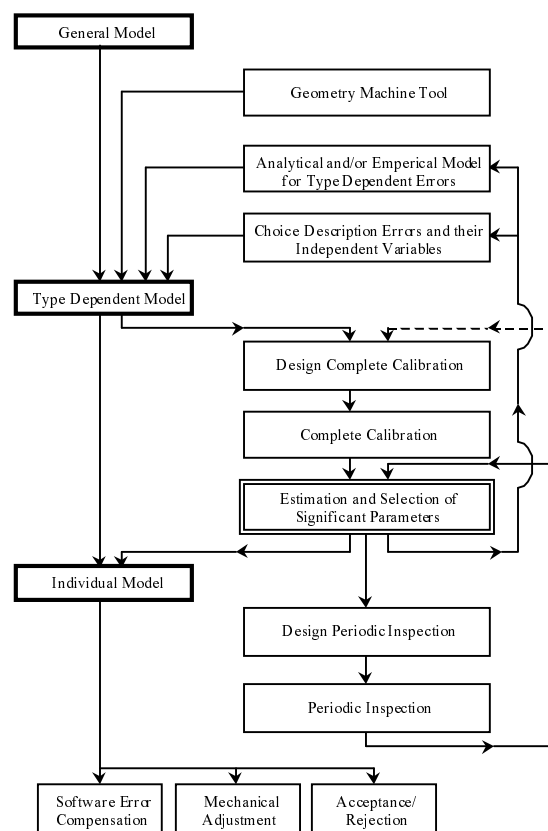 General Model
Geometry Machine Tool
Analytical and/or Emperical Model
for Type Dependent Errors
Choice Description Errors and their
Independent Variables
Type Dependent Model
Design Complete Calibration
Complete Calibration
Estimation and Selection of
Significant Parameters
Individual Model
Design Periodic Inspection
Periodic Inspection
Software Error
Compensation
Mechanical
Adjustment
Acceptance/
Rejection